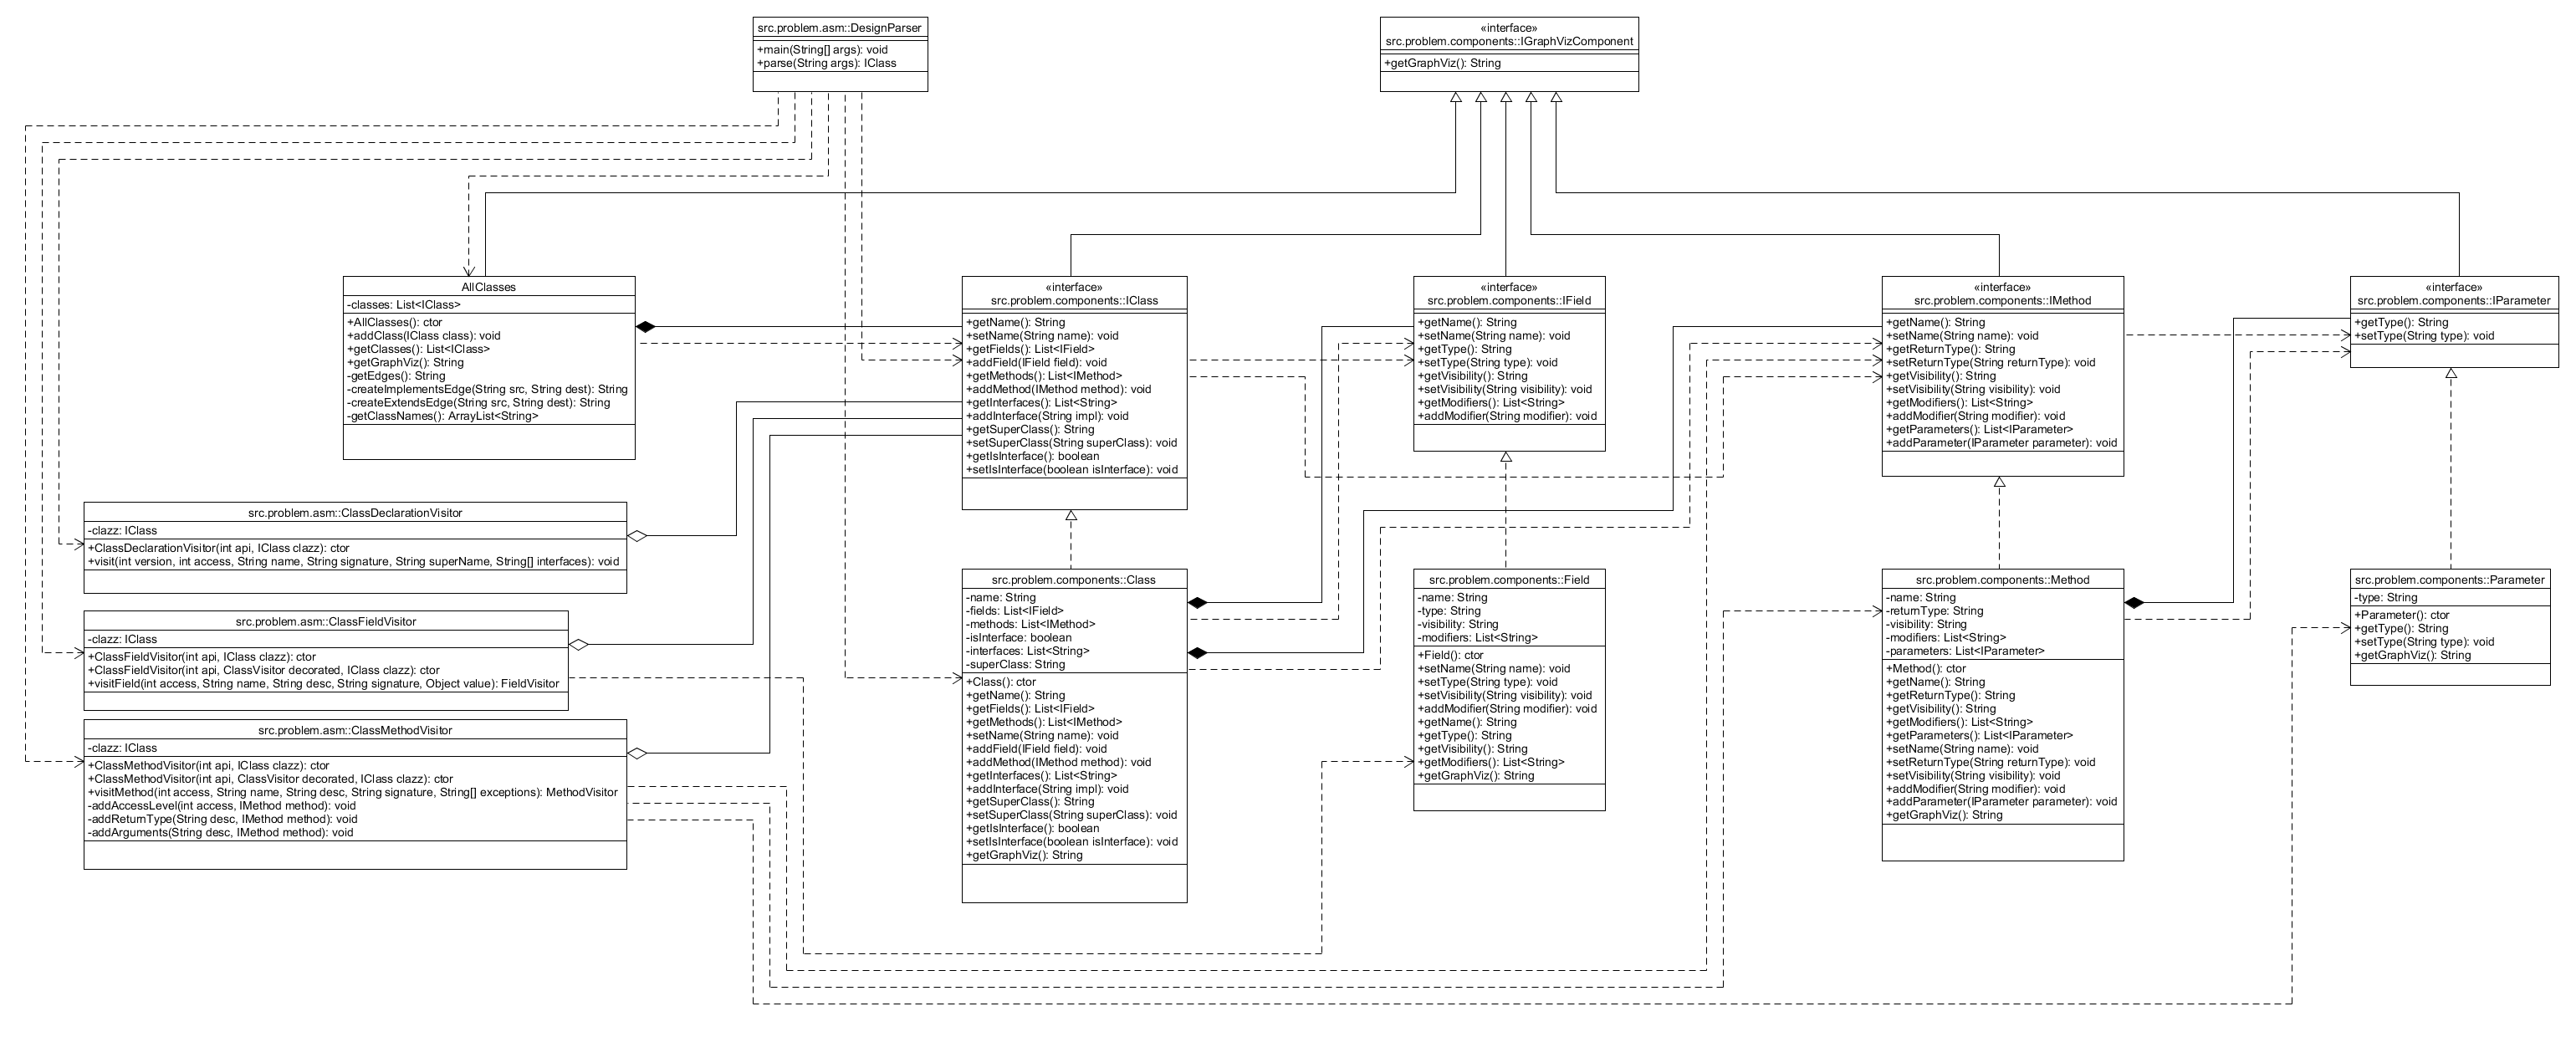 src.problem.asm::DesignParser
+main(String[] args): void
+parse(String args): IClass
«interface»
src.problem.components::IGraphVizComponent
+getGraphViz(): String
AllClasses
-classes: List<IClass>
+AllClasses(): ctor
+addClass(IClass class): void
+getClasses(): List<IClass>
+getGraphViz(): String
-getEdges(): String
-createImplementsEdge(String src, String dest): String
-createExtendsEdge(String src, String dest): String
-getClassNames(): ArrayList<String>
«interface»
src.problem.components::IClass
+getName(): String
+setName(String name): void
+getFields(): List<IField>
+addField(IField field): void
+getMethods(): List<IMethod>
+addMethod(IMethod method): void
+getInterfaces(): List<String>
+addInterface(String impl): void
+getSuperClass(): String
+setSuperClass(String superClass): void
+getIsInterface(): boolean
+setIsInterface(boolean isInterface): void
«interface»
src.problem.components::IField
+getName(): String
+setName(String name): void
+getType(): String
+setType(String type): void
+getVisibility(): String
+setVisibility(String visibility): void
+getModifiers(): List<String>
+addModifier(String modifier): void
«interface»
src.problem.components::IMethod
+getName(): String
+setName(String name): void
+getReturnType(): String
+setReturnType(String returnType): void
+getVisibility(): String
+setVisibility(String visibility): void
+getModifiers(): List<String>
+addModifier(String modifier): void
+getParameters(): List<IParameter>
+addParameter(IParameter parameter): void
«interface»
src.problem.components::IParameter
+getType(): String
+setType(String type): void
src.problem.asm::ClassDeclarationVisitor
-clazz: IClass
+ClassDeclarationVisitor(int api, IClass clazz): ctor
+visit(int version, int access, String name, String signature, String superName, String[] interfaces): void
src.problem.asm::ClassFieldVisitor
-clazz: IClass
+ClassFieldVisitor(int api, IClass clazz): ctor
+ClassFieldVisitor(int api, ClassVisitor decorated, IClass clazz): ctor
+visitField(int access, String name, String desc, String signature, Object value): FieldVisitor
src.problem.asm::ClassMethodVisitor
-clazz: IClass
+ClassMethodVisitor(int api, IClass clazz): ctor
+ClassMethodVisitor(int api, ClassVisitor decorated, IClass clazz): ctor
+visitMethod(int access, String name, String desc, String signature, String[] exceptions): MethodVisitor
-addAccessLevel(int access, IMethod method): void
-addReturnType(String desc, IMethod method): void
-addArguments(String desc, IMethod method): void
src.problem.components::Class
-name: String
-fields: List<IField>
-methods: List<IMethod>
-isInterface: boolean
-interfaces: List<String>
-superClass: String
+Class(): ctor
+getName(): String
+getFields(): List<IField>
+getMethods(): List<IMethod>
+setName(String name): void
+addField(IField field): void
+addMethod(IMethod method): void
+getInterfaces(): List<String>
+addInterface(String impl): void
+getSuperClass(): String
+setSuperClass(String superClass): void
+getIsInterface(): boolean
+setIsInterface(boolean isInterface): void
+getGraphViz(): String
src.problem.components::Field
-name: String
-type: String
-visibility: String
-modifiers: List<String>
+Field(): ctor
+setName(String name): void
+setType(String type): void
+setVisibility(String visibility): void
+addModifier(String modifier): void
+getName(): String
+getType(): String
+getVisibility(): String
+getModifiers(): List<String>
+getGraphViz(): String
src.problem.components::Method
-name: String
-returnType: String
-visibility: String
-modifiers: List<String>
-parameters: List<IParameter>
+Method(): ctor
+getName(): String
+getReturnType(): String
+getVisibility(): String
+getModifiers(): List<String>
+getParameters(): List<IParameter>
+setName(String name): void
+setReturnType(String returnType): void
+setVisibility(String visibility): void
+addModifier(String modifier): void
+addParameter(IParameter parameter): void
+getGraphViz(): String
src.problem.components::Parameter
-type: String
+Parameter(): ctor
+getType(): String
+setType(String type): void
+getGraphViz(): String